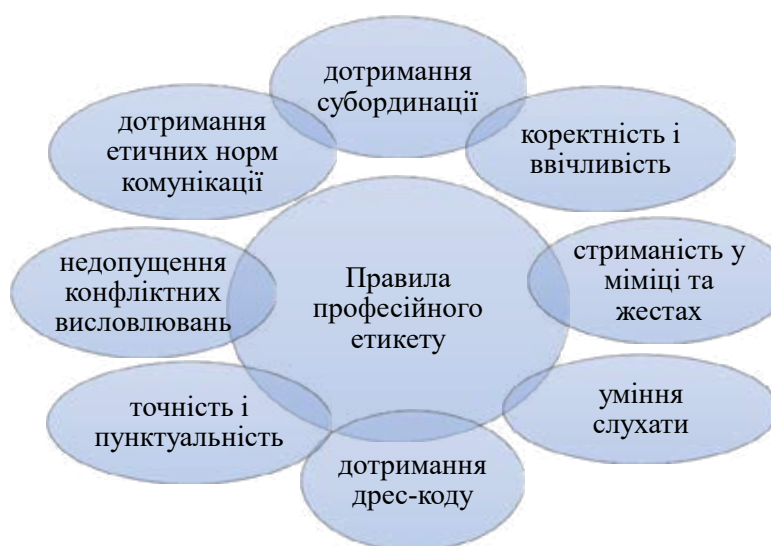 дотримання
субординації
коректність і
ввічливість
стриманість у
міміці та
жестах
уміння
слухати
дотримання
дрес-коду
точність і
пунктуальність
недопущення
конфліктних
висловлювань
дотримання
етичних норм
комунікації
Правила
професійного
етикету